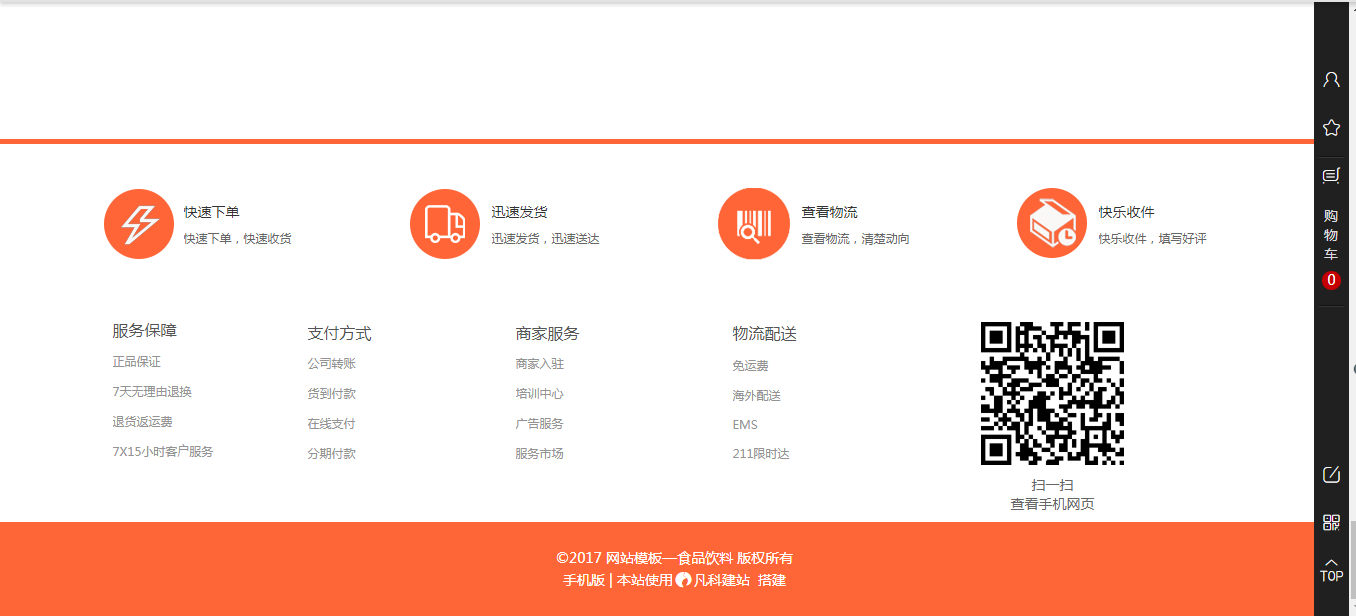 快速下单
快速下单，快速收货
迅速发货
迅速发货，迅速送达
查看物流
查看物流，清楚动向
快乐收件
快乐收件，填写好评
服务保障
正品保证
7天无理由退换
退货返运费
7X15小时客户服务
支付方式
公司转账
货到付款
在线支付
分期付款
商家服务
商家入驻
培训中心
广告服务
服务市场
物流配送
免运费
海外配送
EMS
211限时达
扫一扫
查看手机网页
©2017 网站模板—食品饮料 版权所有
手机版 | 本站使用 凡科建站 搭建
购
物
车
0
TOP